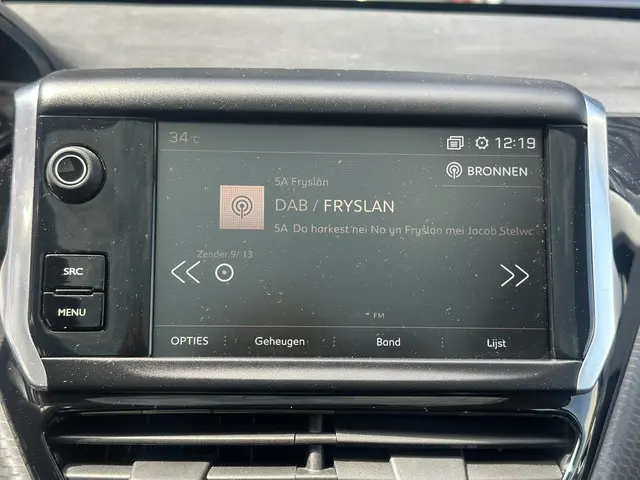 34°C
12:19
BRONNEN
5A Fryslân
DAB / FRYSLAN
5A Do harkest nei No yn Fryslân mei Jacob Stelwc
Zender 9/ 13
SRC
MENU
FM
OPTIES Geheugen Band Lijst